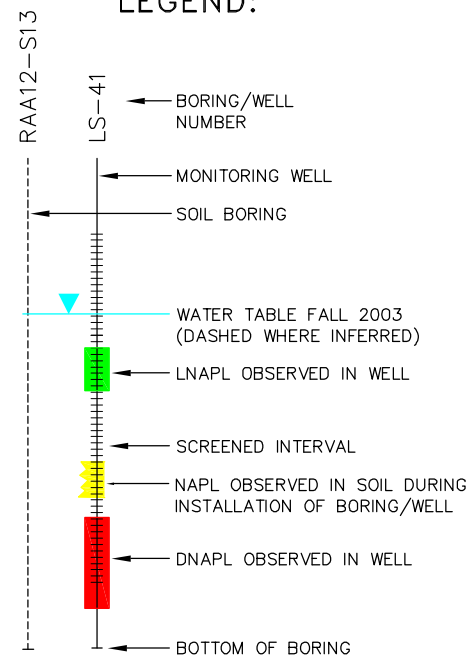 LEGEND:
RAA12-S13
LS-41
BORING/WELL
NUMBER
MONITORING WELL
SOIL BORING
WATER TABLE FALL 2003
(DASHED WHERE INFERRED)
LNAPL OBSERVED IN WELL
SCREENED INTERVAL
NAPL OBSERVED IN SOIL DURING
INSTALLATION OF BORING/WELL
DNAPL OBSERVED IN WELL
BOTTOM OF BORING